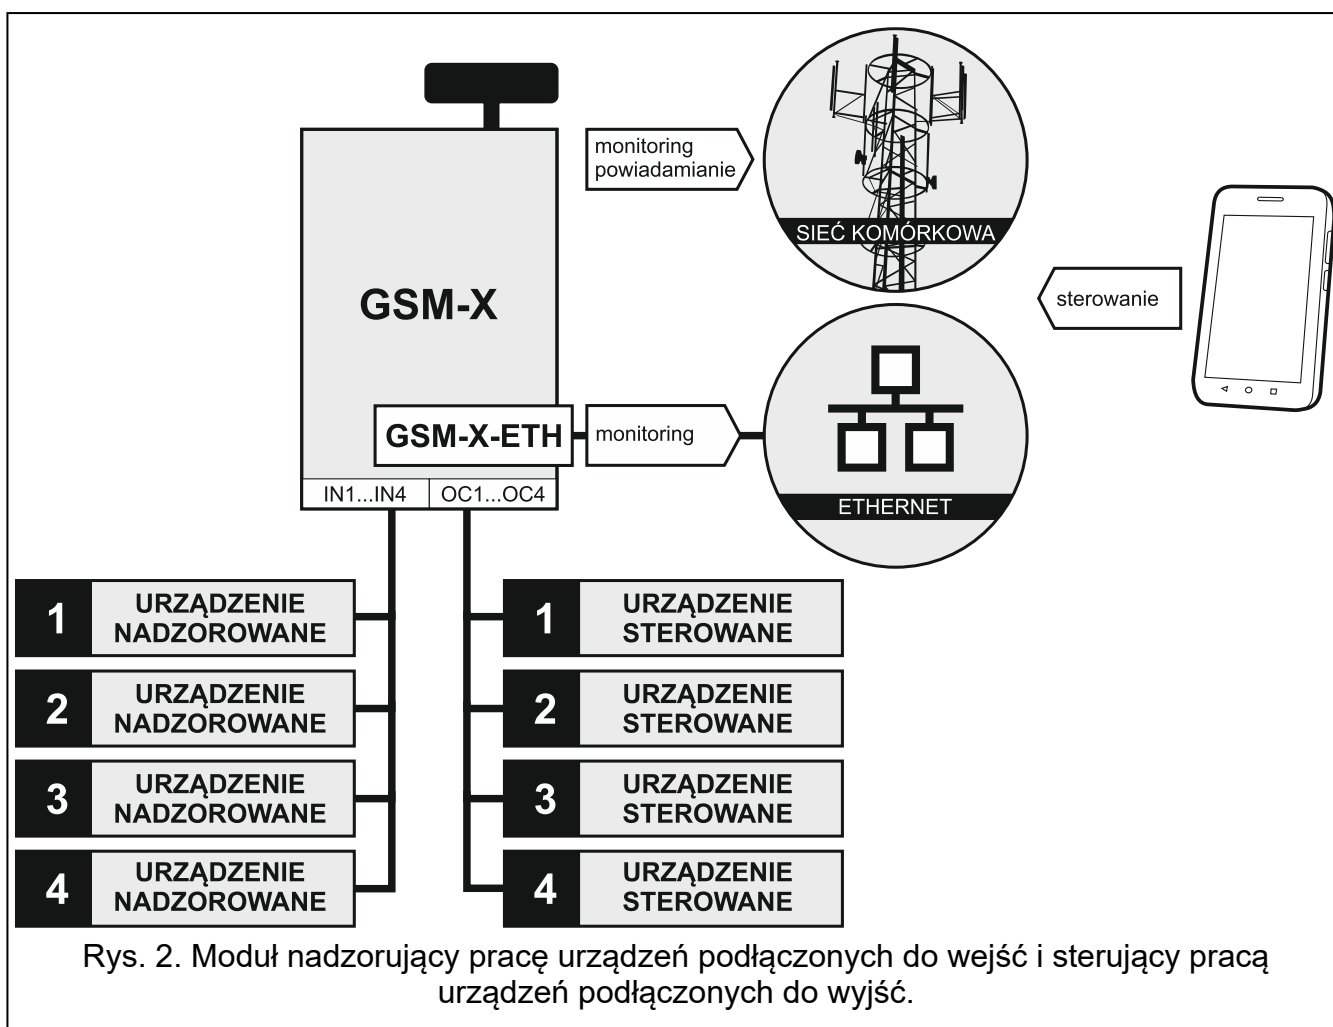 monitoring
powiadamianie
SIEĆ KOMÓRKOWA
GSM-X
sterowanie
GSM-X-ETH
monitoring
IN1...IN4
OC1...OC4
ETHERNET
1
URZĄDZENIE
NADZOROWANE
1
URZĄDZENIE
STEROWANE
2
URZĄDZENIE
NADZOROWANE
2
URZĄDZENIE
STEROWANE
3
URZĄDZENIE
NADZOROWANE
3
URZĄDZENIE
STEROWANE
4
URZĄDZENIE
NADZOROWANE
4
URZĄDZENIE
STEROWANE
Rys. 2. Moduł nadzorujący pracę urządzeń podłączonych do wejść i sterujący pracą
urządzeń podłączonych do wyjść.